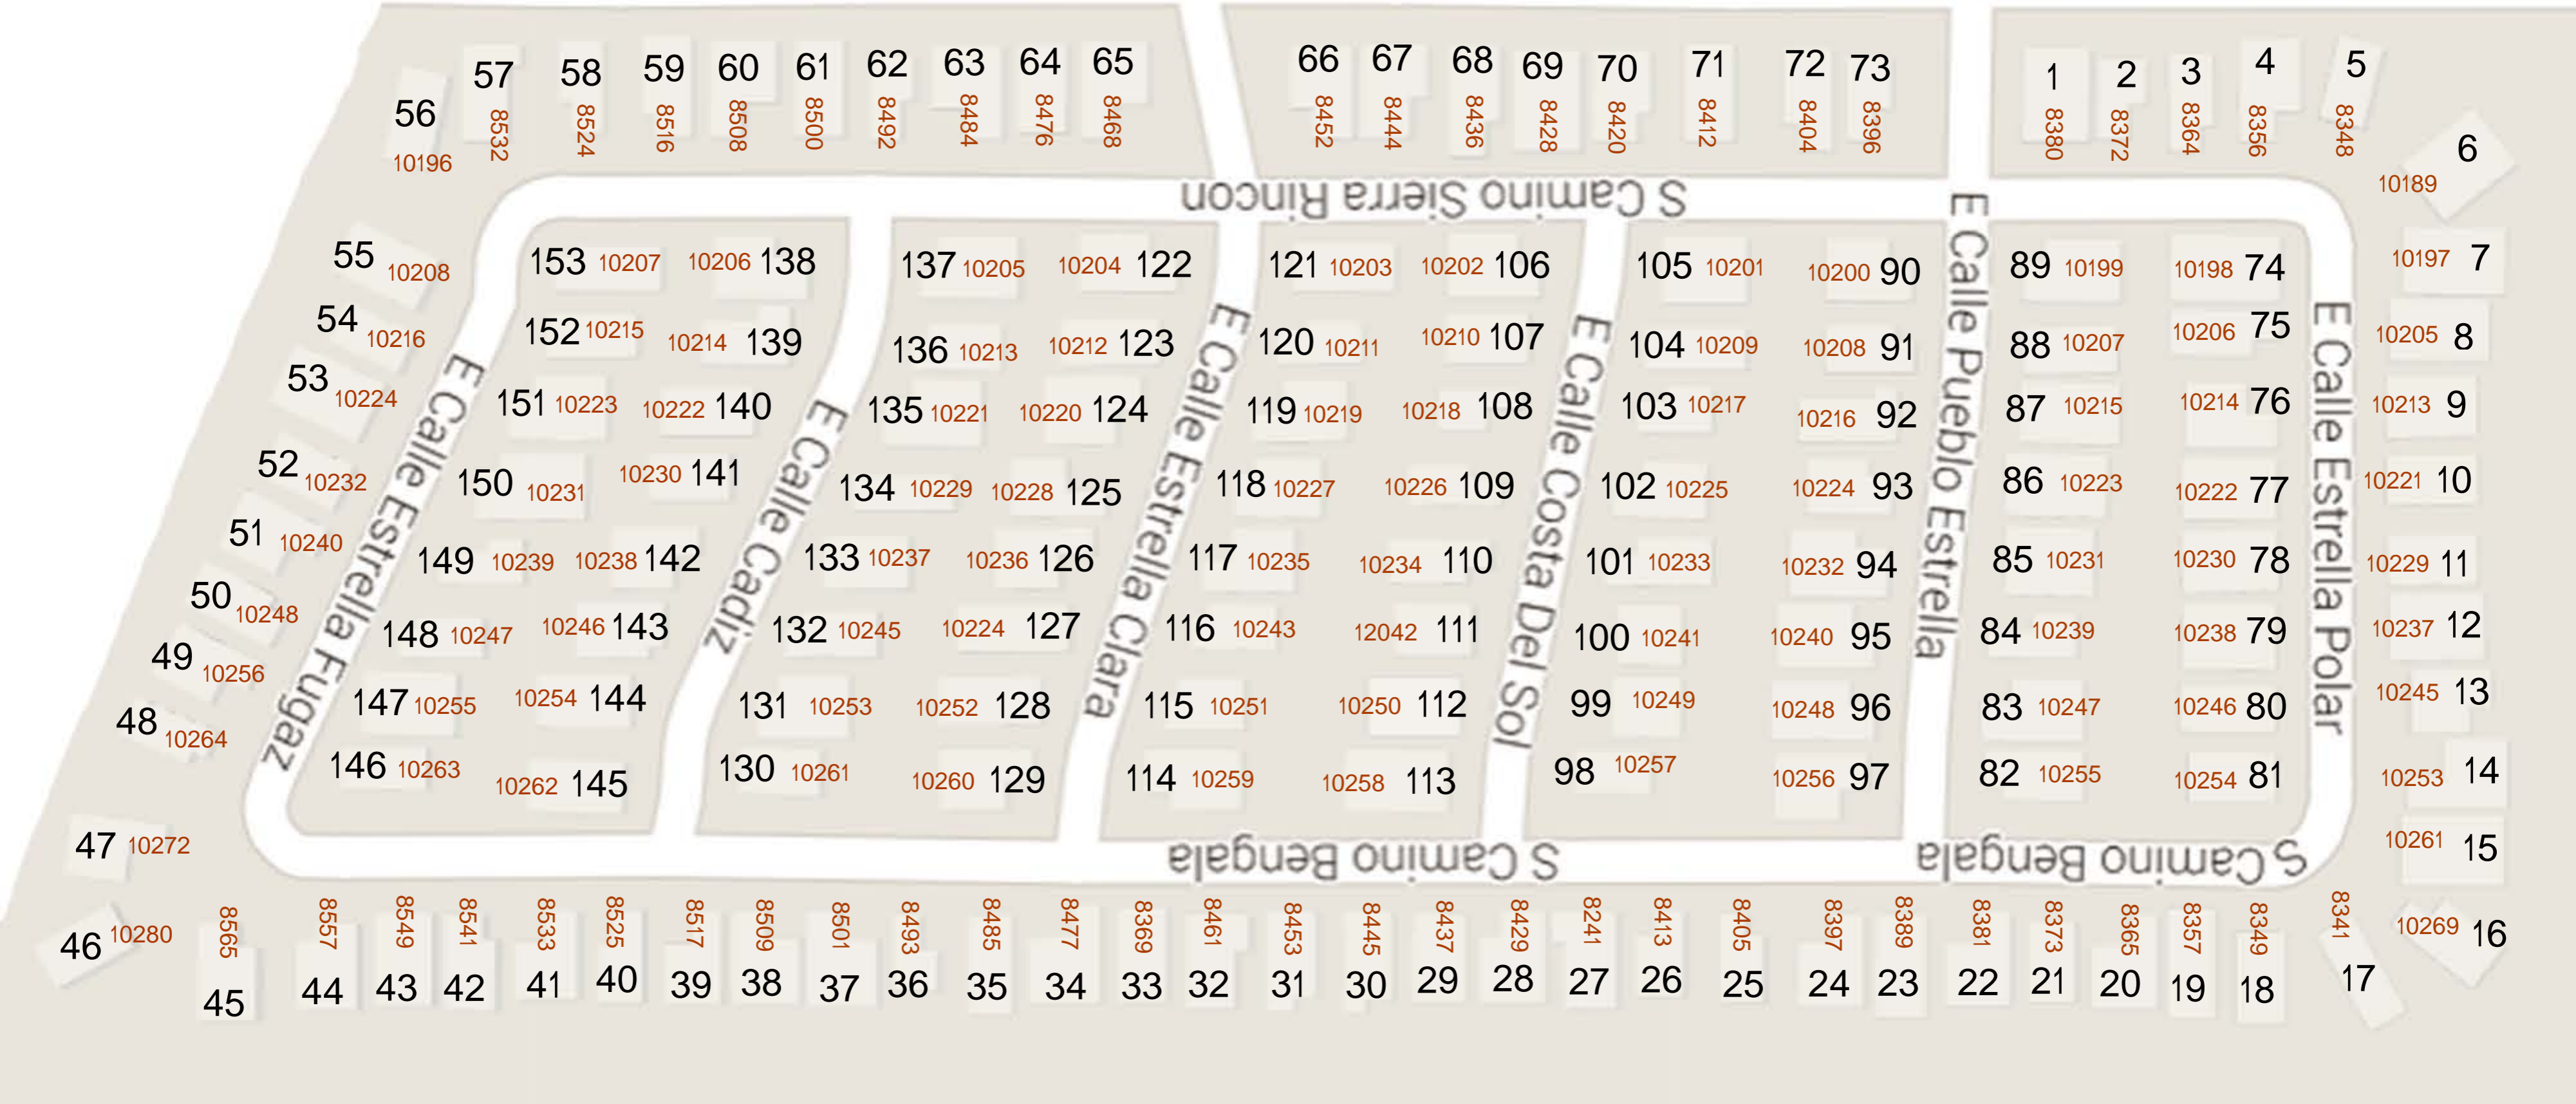 57 58 59 60 61 62 63 64 65 66 67 68 69 70 71 72 73 1 2 3 4 5
56 8532 8524 8516 8508 8500 8492 8484 8476 8468 8452 8444 8436 8428 8420 8412 8404 8396 8380 8372 8364 8356 8348 6
10196 10189
S Camino Sierra Rincon
55 10208 153 10207 10206 138 137 10205 10204 122 121 10203 10202 106 105 10201 10200 90 89 10199 10198 74 10197 7
54 10216 152 10215 10214 139 136 10213 10212 123 120 10211 10210 107 104 10209 10208 91 88 10207 10206 75 10205 8
53 10224 151 10223 10222 140 135 10221 10220 124 119 10219 10218 108 103 10217 10216 92 87 10215 10214 76 10213 9
52 10232 150 10231 10230 141 134 10229 10228 125 118 10227 10226 109 102 10225 10224 93 86 10223 10222 77 10221 10
51 10240 149 10239 10238 142 133 10237 10236 126 117 10235 10234 110 101 10233 10232 94 85 10231 10230 78 10229 11
50 10248 148 10247 10246 143 132 10245 10224 127 116 10243 12042 111 100 10241 10240 95 84 10239 10238 79 10237 12
49 10256 147 10255 10254 144 131 10253 10252 128 115 10251 10250 112 99 10249 10248 96 83 10247 10246 80 10245 13
48 10264 146 10263 10262 145 130 10261 10260 129 114 10259 10258 113 98 10257 10256 97 82 10255 10254 81 10253 14
E Calle Estrella Fugaz
E Calle Cadiz
E Calle Estrella Clara
E Calle Costa Del Sol
E Calle Pueblo Estrella
E Calle Estrella Polar
47 10272 10261 15
S Camino Bengala
S Camino Bengala
46 10280 8565 8557 8549 8541 8533 8525 8517 8509 8501 8493 8485 8477 8369 8461 8453 8445 8437 8429 8241 8413 8405 8397 8389 8381 8373 8365 8357 8349 8341 10269 16
45 44 43 42 41 40 39 38 37 36 35 34 33 32 31 30 29 28 27 26 25 24 23 22 21 20 19 18 17